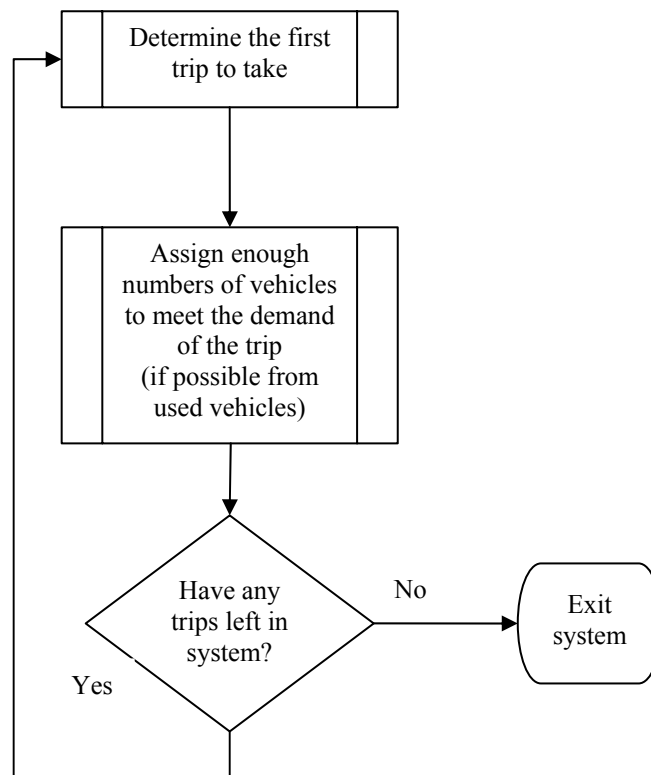 Determine the first
trip to take
Assign enough
numbers of vehicles
to meet the demand
of the trip
(if possible from
used vehicles)
Have any
trips left in
system?
No
Exit
system
Yes